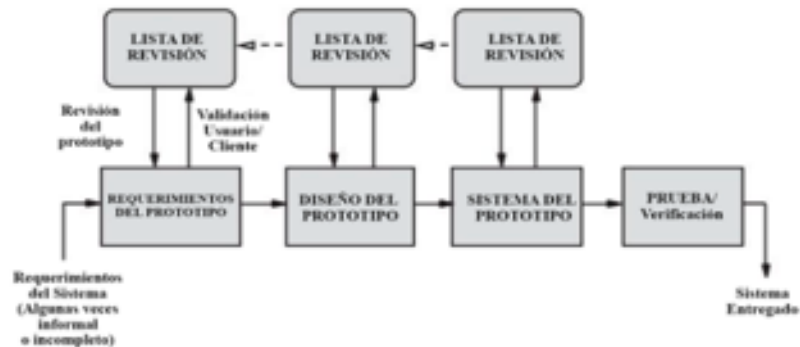 LISTA DE
REVISIÓN
LISTA DE
REVISIÓN
LISTA DE
REVISIÓN
Revisión
del
prototipo
Validación
Usuario/
Cliente
REQUERIMIENTOS
DEL PROTOTIPO
DISEÑO DEL
PROTOTIPO
SISTEMA DEL
PROTOTIPO
PRUEBA/
Verificación
Requerimientos
del Sistema
(Algunas veces
informal
o incompleto)
Sistema
Entregado